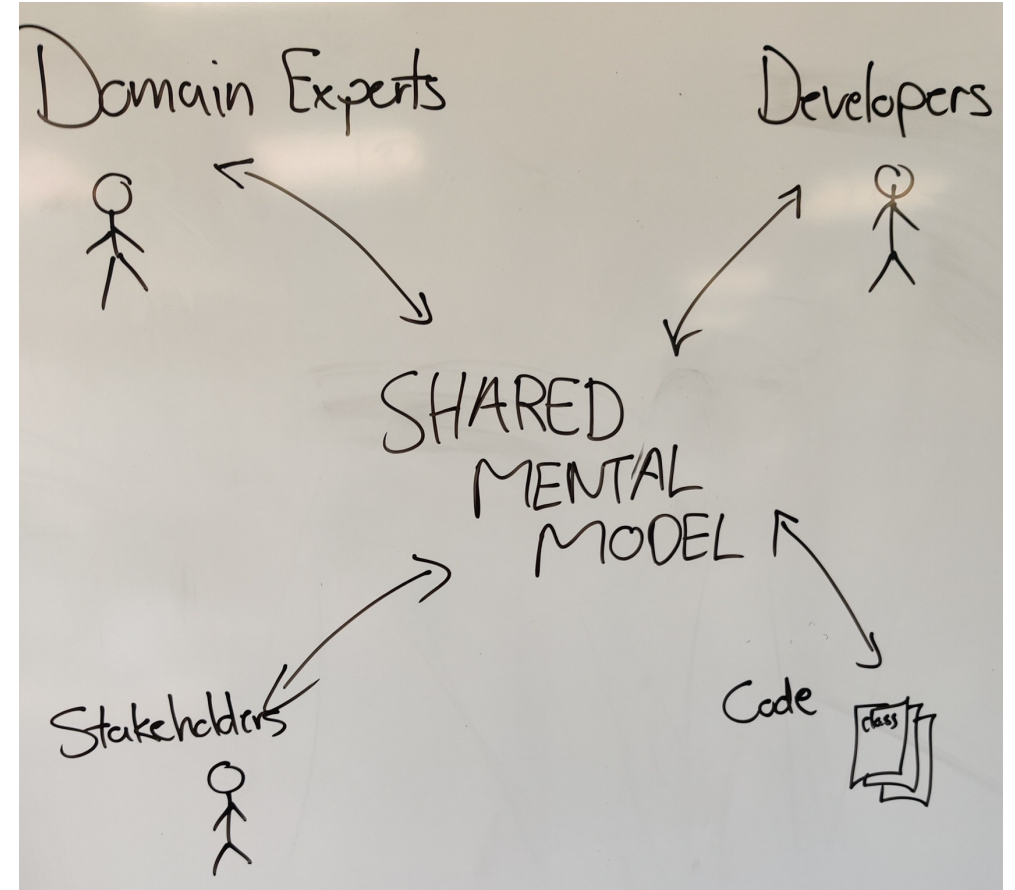 Domain Experts
Developers
SHARED
MENTAL
MODEL
Stakeholders
Code
class